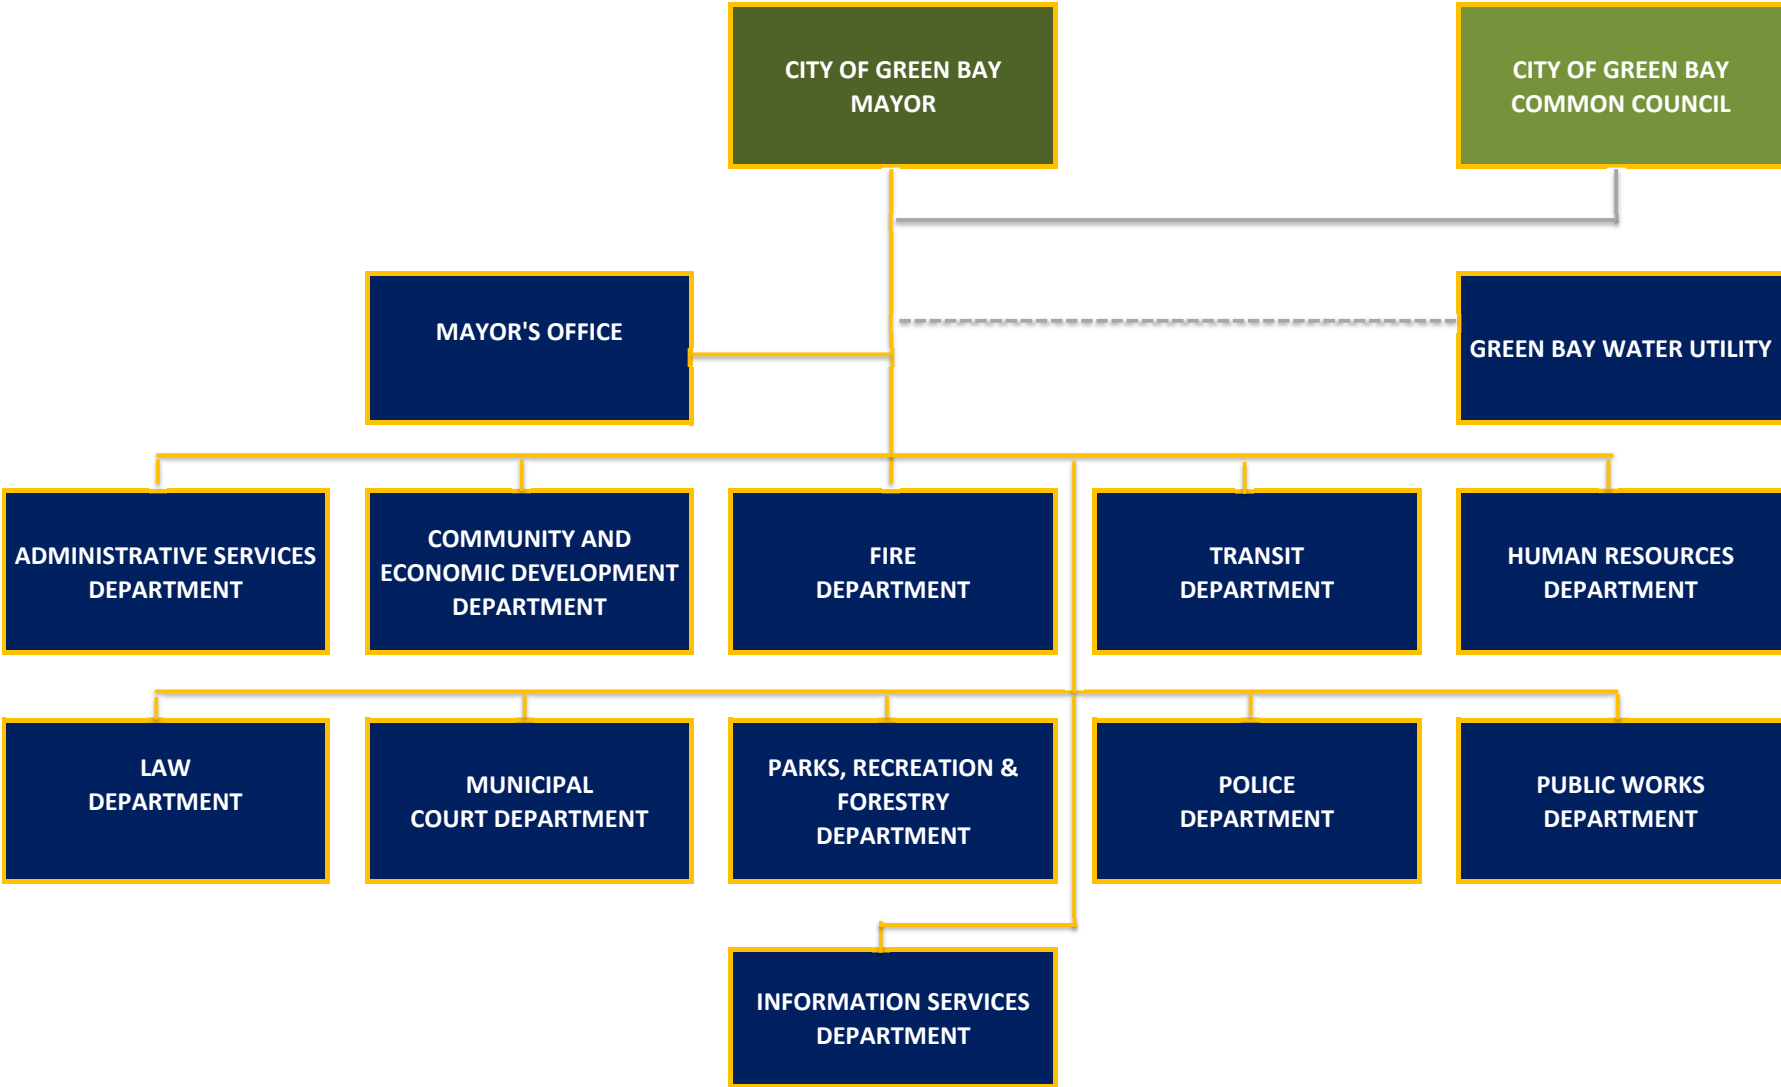 CITY OF GREEN BAY
MAYOR
CITY OF GREEN BAY
COMMON COUNCIL
MAYOR'S OFFICE
GREEN BAY WATER UTILITY
ADMINISTRATIVE SERVICES
DEPARTMENT
COMMUNITY AND
ECONOMIC DEVELOPMENT
DEPARTMENT
FIRE
DEPARTMENT
TRANSIT
DEPARTMENT
HUMAN RESOURCES
DEPARTMENT
LAW
DEPARTMENT
MUNICIPAL
COURT DEPARTMENT
PARKS, RECREATION &
FORESTRY
DEPARTMENT
POLICE
DEPARTMENT
PUBLIC WORKS
DEPARTMENT
INFORMATION SERVICES
DEPARTMENT